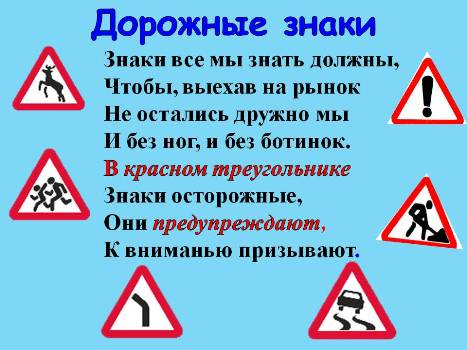 Дорожные знаки
Знаки все мы знать должны,
Чтобы, выехав на рынок
Не остались дружно мы
И без ног, и без ботинок.
В красном треугольнике
Знаки осторожные,
Они предупреждают,
К вниманью призывают.
!